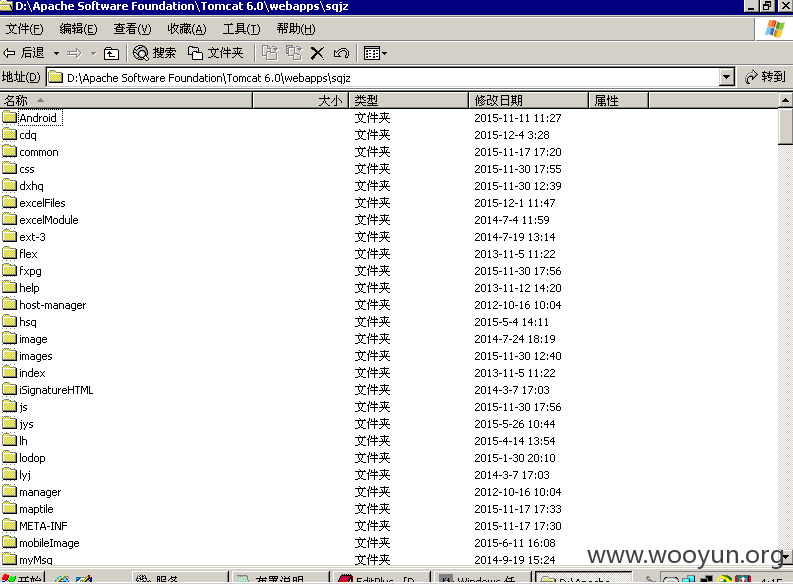 D:\Apache Software Foundation\Tomcat 6.0\webapps\sqjz
文件(F) 编辑(E) 查看(V) 收藏(A) 工具(T) 帮助(H)
后退 搜索 文件夹
地址(D) D:\Apache Software Foundation\Tomcat 6.0\webapps\sqjz 转到
名称 大小 类型 修改日期 属性
Android 文件夹 2015-11-11 11:27
cdq 文件夹 2015-12-4 3:28
common 文件夹 2015-11-17 17:20
css 文件夹 2015-11-30 17:55
dxhq 文件夹 2015-11-30 12:39
excelFiles 文件夹 2015-12-1 11:47
excelModule 文件夹 2014-7-4 11:59
ext-3 文件夹 2014-7-19 13:14
flex 文件夹 2013-11-5 11:22
fxpg 文件夹 2015-11-30 17:56
help 文件夹 2013-11-12 14:20
host-manager 文件夹 2012-10-16 10:04
hsq 文件夹 2015-5-4 14:11
image 文件夹 2014-7-24 18:19
images 文件夹 2015-11-30 12:40
index 文件夹 2013-11-5 11:22
iSignatureHTML 文件夹 2014-3-7 17:03
js 文件夹 2015-11-30 17:56
jys 文件夹 2015-5-26 10:44
lh 文件夹 2015-4-14 13:54
lodop 文件夹 2015-1-30 20:10
lyj 文件夹 2014-3-7 17:03
manager 文件夹 2012-10-16 10:04
maptile 文件夹 2015-11-17 17:33
META-INF 文件夹 2015-11-17 17:30
mobileImage 文件夹 2015-6-11 16:08
myMsg 文件夹 2014-9-19 15:24
www.wooyun.org
开始 服务 布置说明 EditPlus - [D Windows 任 D:\Apache